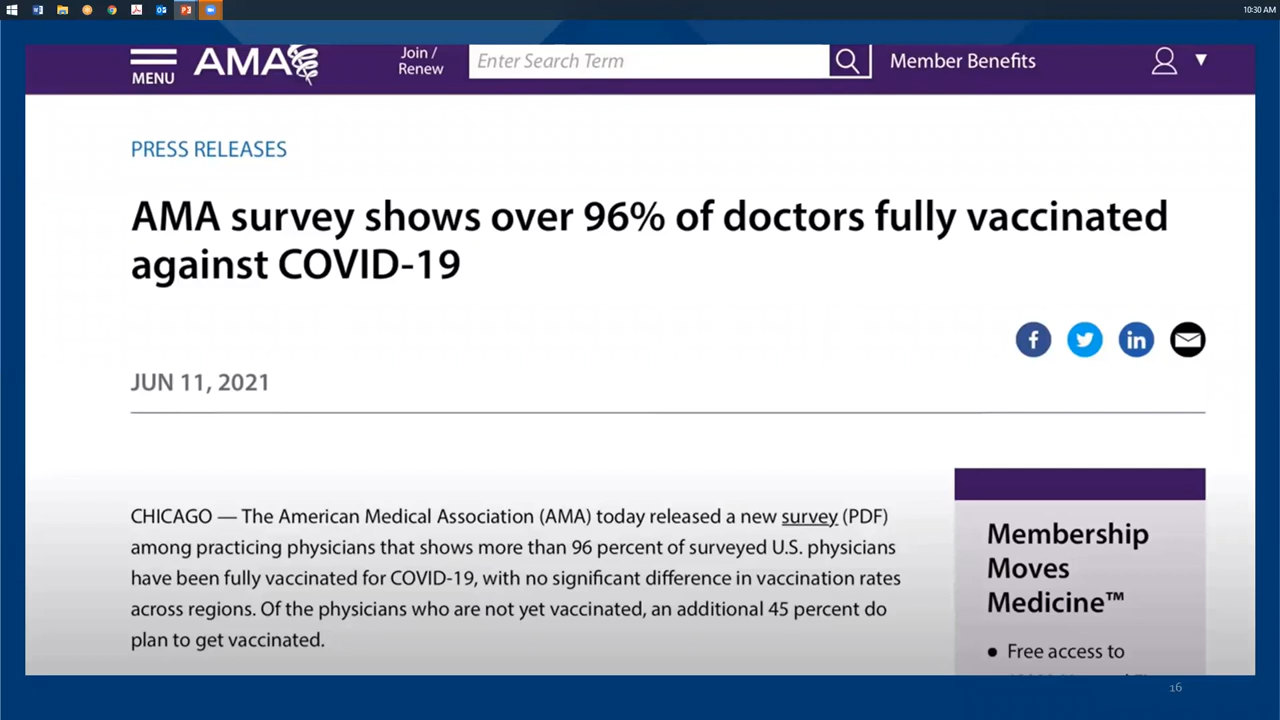 10:30 AM
MENU
AMA
Join /
Renew
Enter Search Term
Member Benefits
PRESS RELEASES
AMA survey shows over 96% of doctors fully vaccinated
against COVID-19
JUN 11, 2021
CHICAGO — The American Medical Association (AMA) today released a new survey (PDF)
among practicing physicians that shows more than 96 percent of surveyed U.S. physicians
have been fully vaccinated for COVID-19, with no significant difference in vaccination rates
across regions. Of the physicians who are not yet vaccinated, an additional 45 percent do
plan to get vaccinated.
Membership
Moves
Medicine™
● Free access to
16